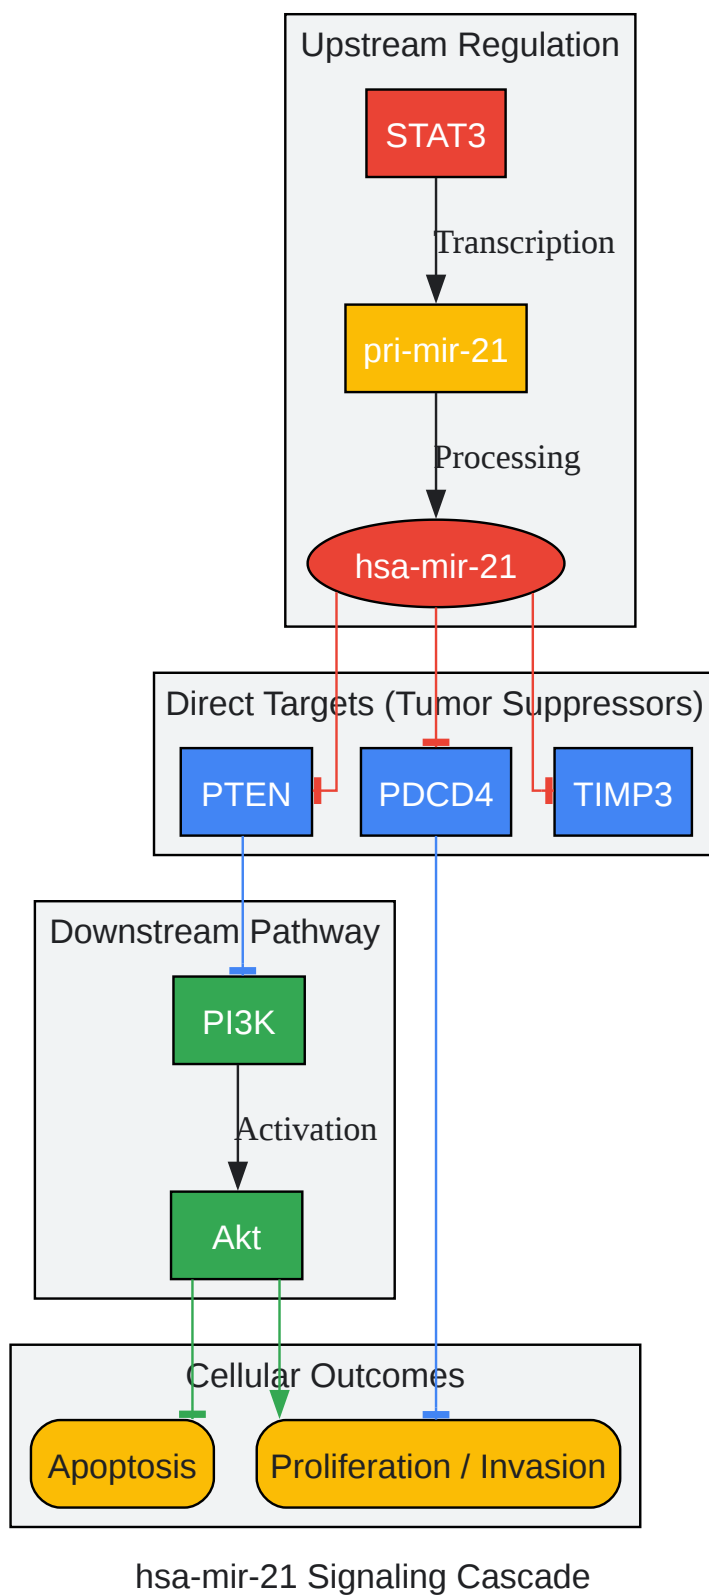 Upstream Regulation
STAT3
Transcription
pri-mir-21
Processing
hsa-mir-21
Direct Targets (Tumor Suppressors)
PTEN
PDCD4
TIMP3
Downstream Pathway
PI3K
Activation
Akt
Cellular Outcomes
Apoptosis
Proliferation / Invasion
hsa-mir-21 Signaling Cascade